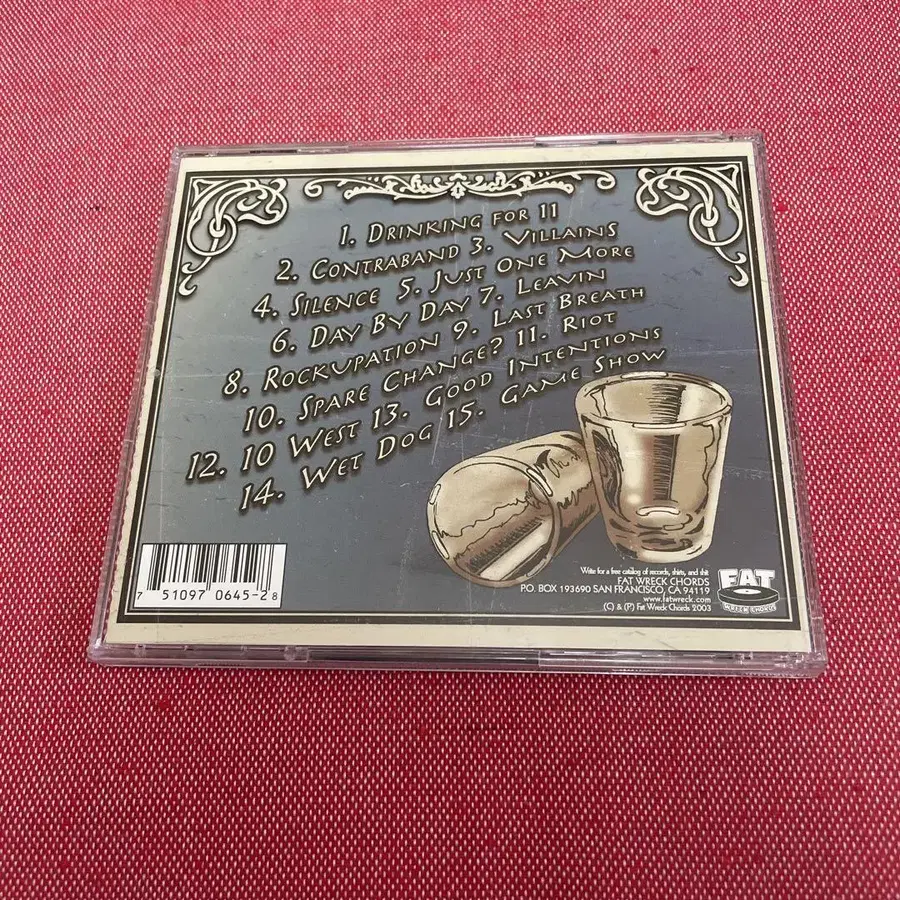 1. DRINKING FOR 11
2. CONTRABAND 3. VILLAINS
4. SILENCE 5. JUST ONE MORE
6. DAY BY DAY 7. LEAVIN
8. ROCKUPATION 9. LAST BREATH
10. SPARE CHANGE? 11. RIOT
12. 10 WEST 13. GOOD INTENTIONS
14. WET DOG 15. GAME SHOW
7 51097 0645-2 8
Write for a free catalog of records, shirts, and shit
FAT WRECK CHORDS
P.O. BOX 193690 SAN FRANCISCO, CA 94119
www.fatwreck.com
(C) & (P) Fat Wreck Chords 2003
FAT
WRECK CHORDS